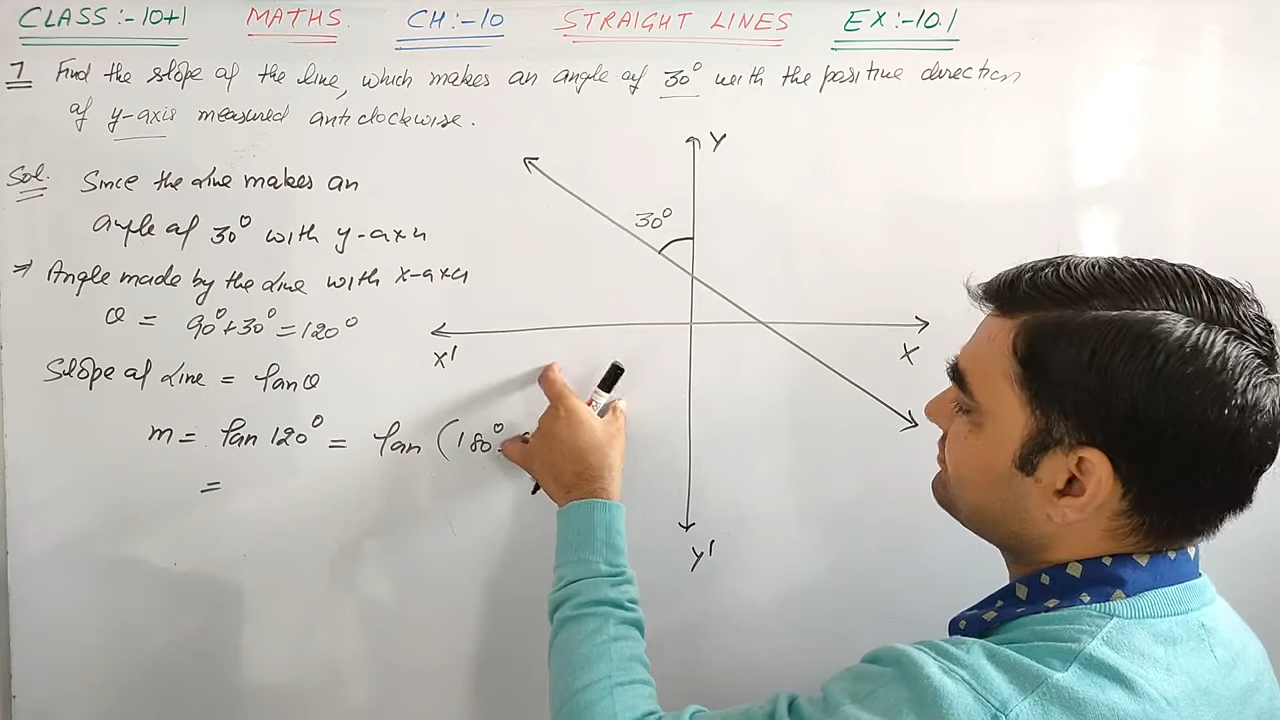 CLASS :- 10+1 MATHS. CH :- 10 STRAIGHT LINES EX :- 10.1
7 Find the slope of the line, which makes an angle of 30° with the positive direction
of y-axis measured anticlockwise.
Sol. Since the line makes an
angle of 30° with y-axis
⇒ Angle made by the line with x-axis
θ = 90° + 30° = 120°
Slope of line = tan θ
m = tan 120° = tan (180° -
=
Y
30°
X'
X
Y'